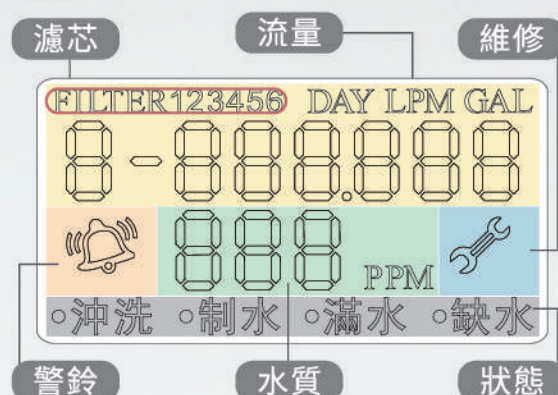 濾芯 流量 維修
FILTER123456 DAY LPM GAL
8-888.888
888 PPM
◦沖洗 ◦制水 ◦滿水 ◦缺水
警鈴 水質 狀態